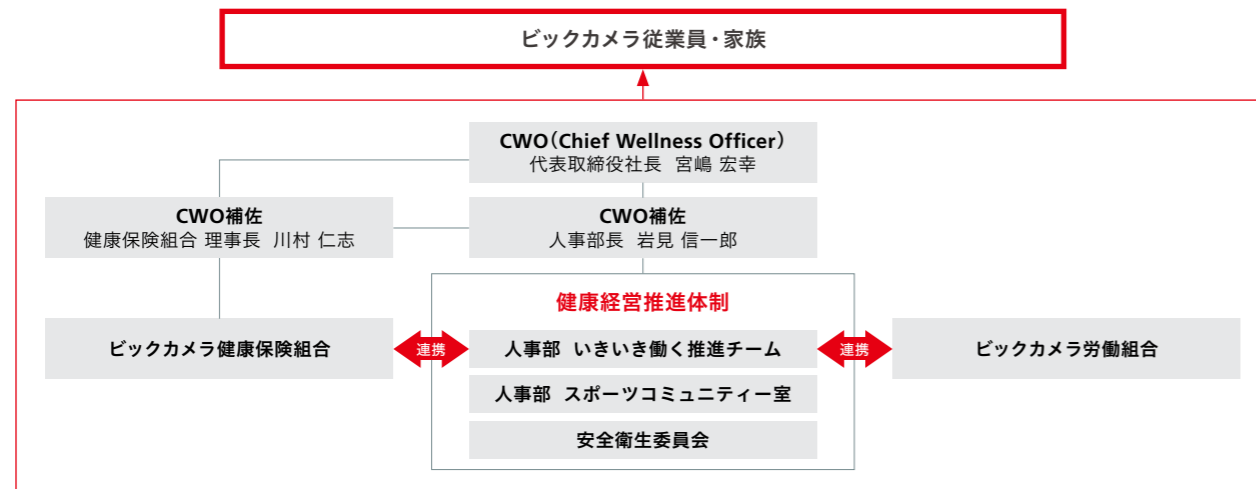 ビックカメラ従業員・家族
CWO(Chief Wellness Officer)
代表取締役社長 宮嶋 宏幸
CWO補佐
健康保険組合 理事長 川村 仁志
CWO補佐
人事部長 岩見 信一郎
健康経営推進体制
ビックカメラ健康保険組合
連携
人事部 いきいき働く推進チーム
連携
ビックカメラ労働組合
人事部 スポーツコミュニティー室
安全衛生委員会